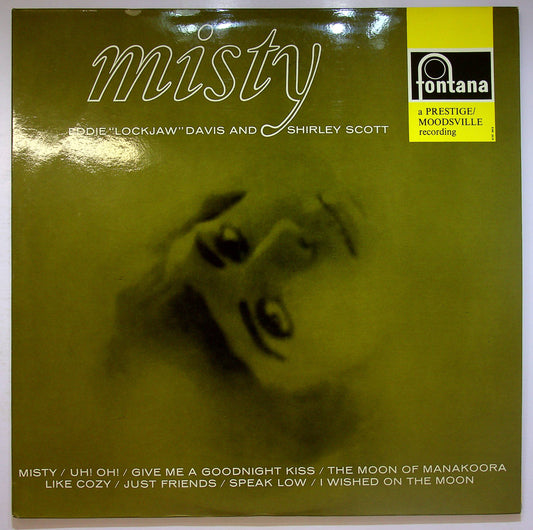 misty
EDDIE "LOCKJAW" DAVIS AND SHIRLEY SCOTT
fontana
a PRESTIGE/
MOODSVILLE
recording
MISTY / UH! OH! / GIVE ME A GOODNIGHT KISS / THE MOON OF MANAKOORA
LIKE COZY / JUST FRIENDS / SPEAK LOW / I WISHED ON THE MOON